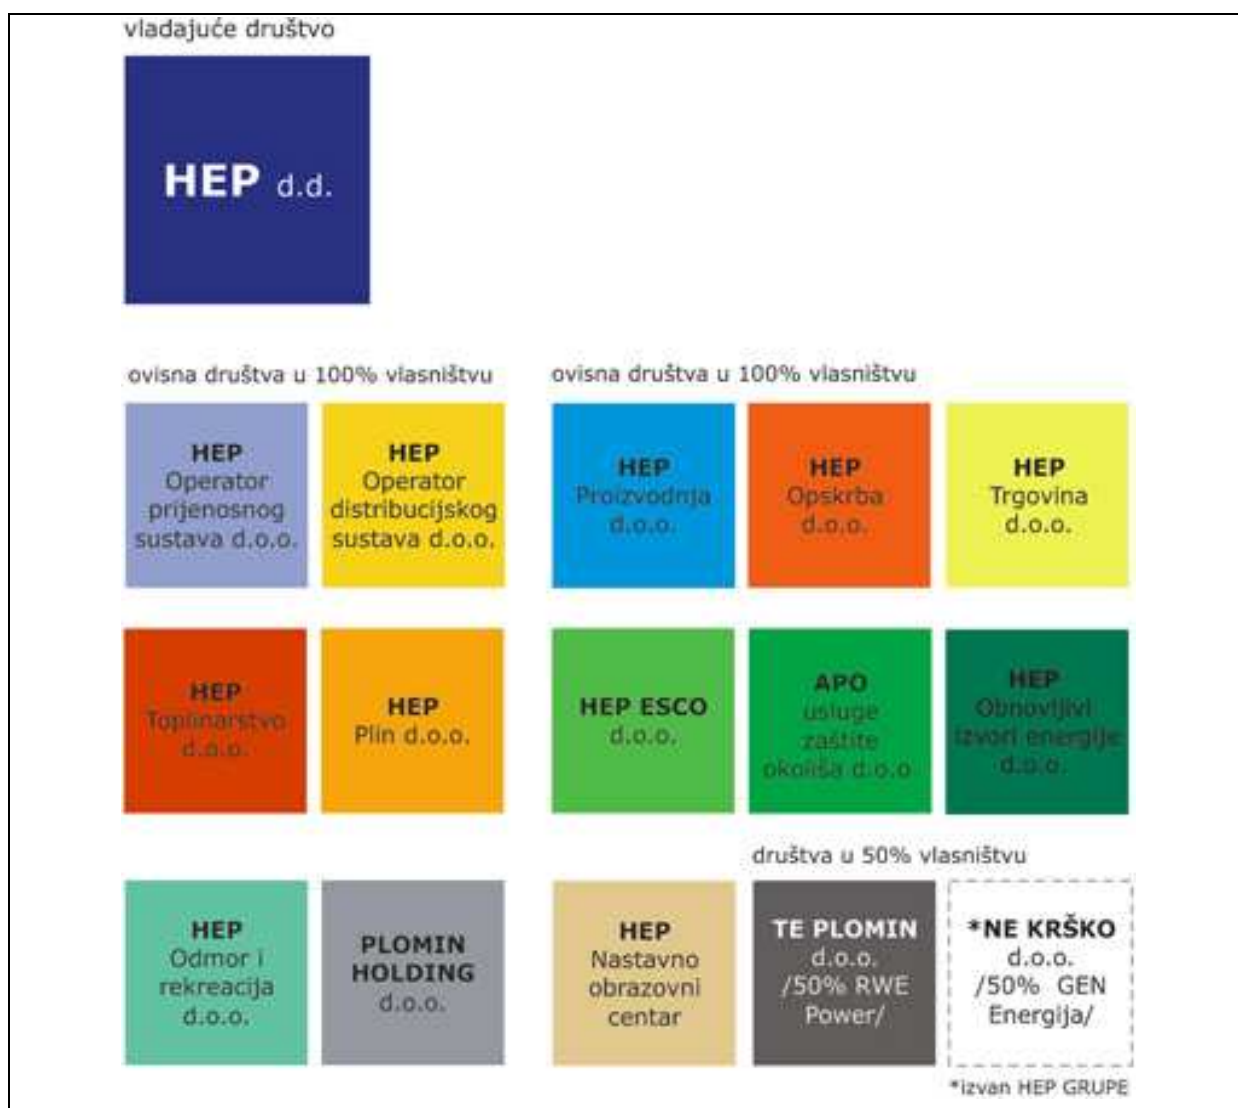 vladajuće društvo
HEP d.d.
ovisna društva u 100% vlasništvu
ovisna društva u 100% vlasništvu
HEP
Operator
prijenosnog
sustava d.o.o.
HEP
Operator
distribucijskog
sustava d.o.o.
HEP
Proizvodnja
d.o.o.
HEP
Opskrba
d.o.o.
HEP
Trgovina
d.o.o.
HEP
Toplinarstvo
d.o.o.
HEP
Plin d.o.o.
HEP ESCO
d.o.o.
APO
usluge
zaštite
okoliša d.o.o
HEP
Obnovljivi
izvori energije
d.o.o.
društva u 50% vlasništvu
HEP
Odmor i
rekreacija
d.o.o.
PLOMIN
HOLDING
d.o.o.
HEP
Nastavno
obrazovni
centar
TE PLOMIN
d.o.o.
/50% RWE
Power/
*NE KRŠKO
d.o.o.
/50% GEN
Energija/
*izvan HEP GRUPE